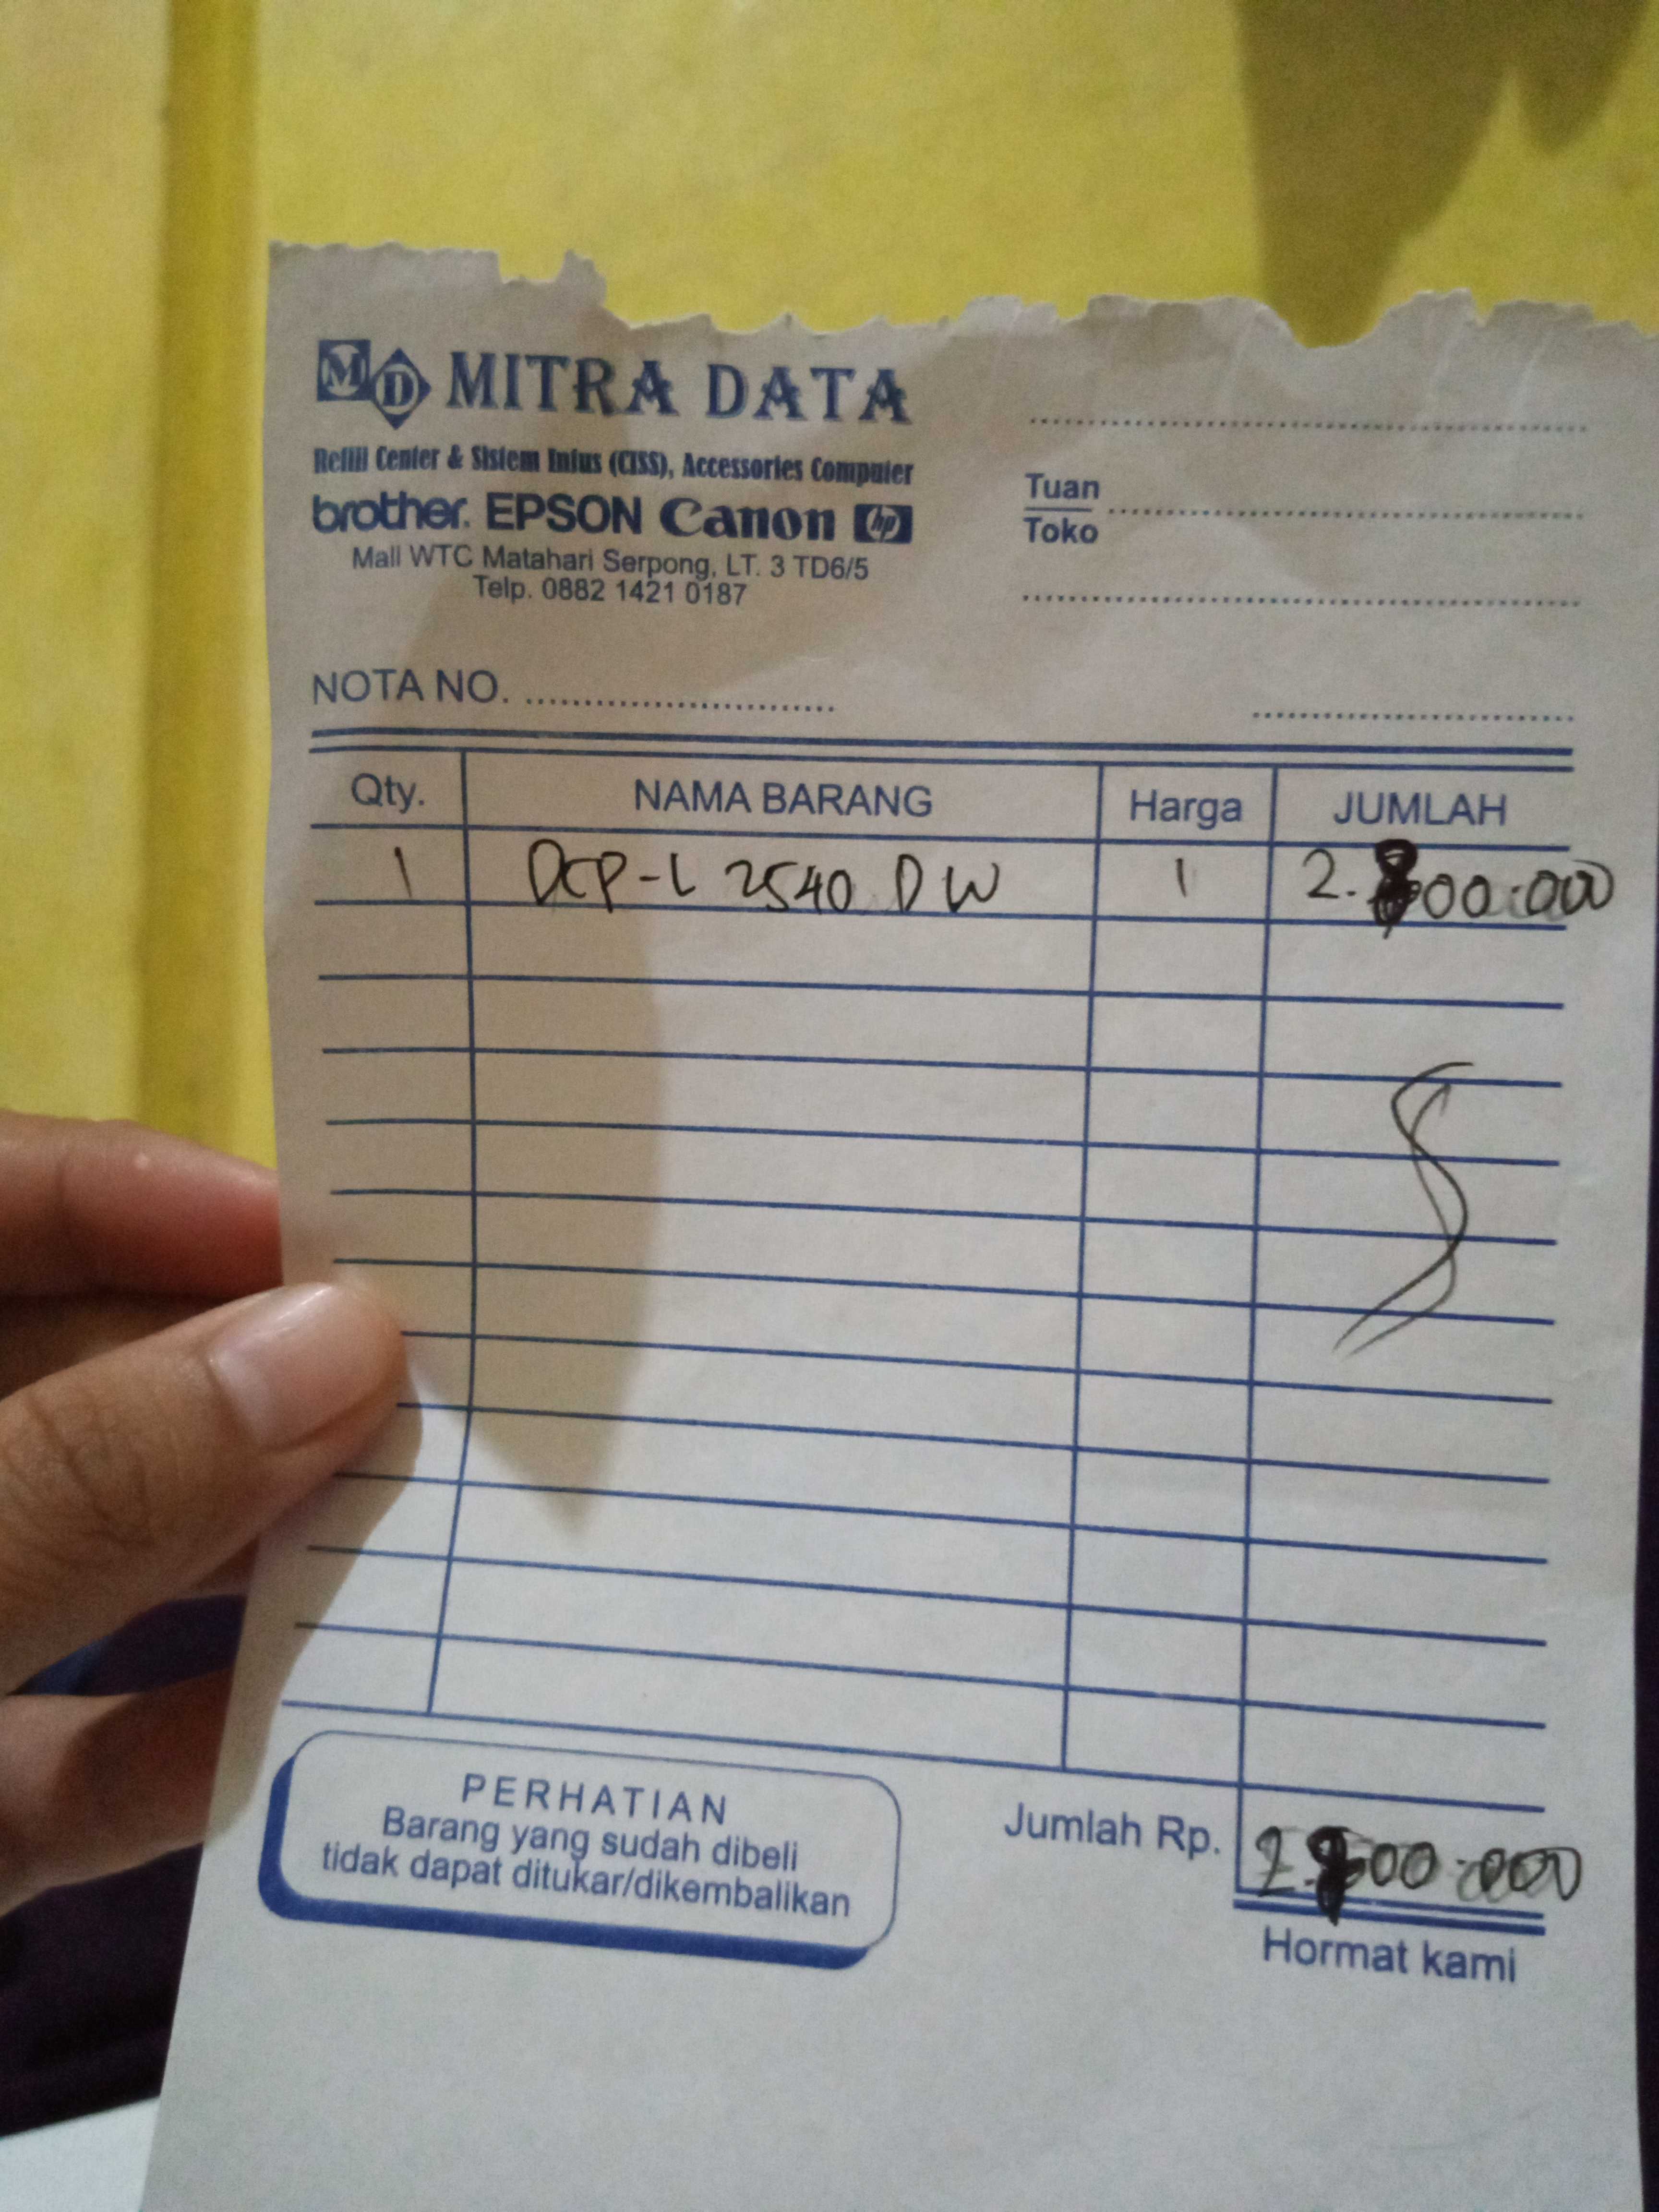 MD MITRA DATA
Refill Center & Sistem Infus (CISS), Accessories Computer
brother. EPSON Canon hp
Mall WTC Matahari Serpong, LT. 3 TD6/5
Telp. 0882 1421 0187
Tuan
Toko
NOTA NO.
Qty. NAMA BARANG Harga JUMLAH
1 DCP-L 2540 DW 1
Jumlah Rp.
PERHATIAN
Barang yang sudah dibeli
tidak dapat ditukar/dikembalikan
Hormat kami